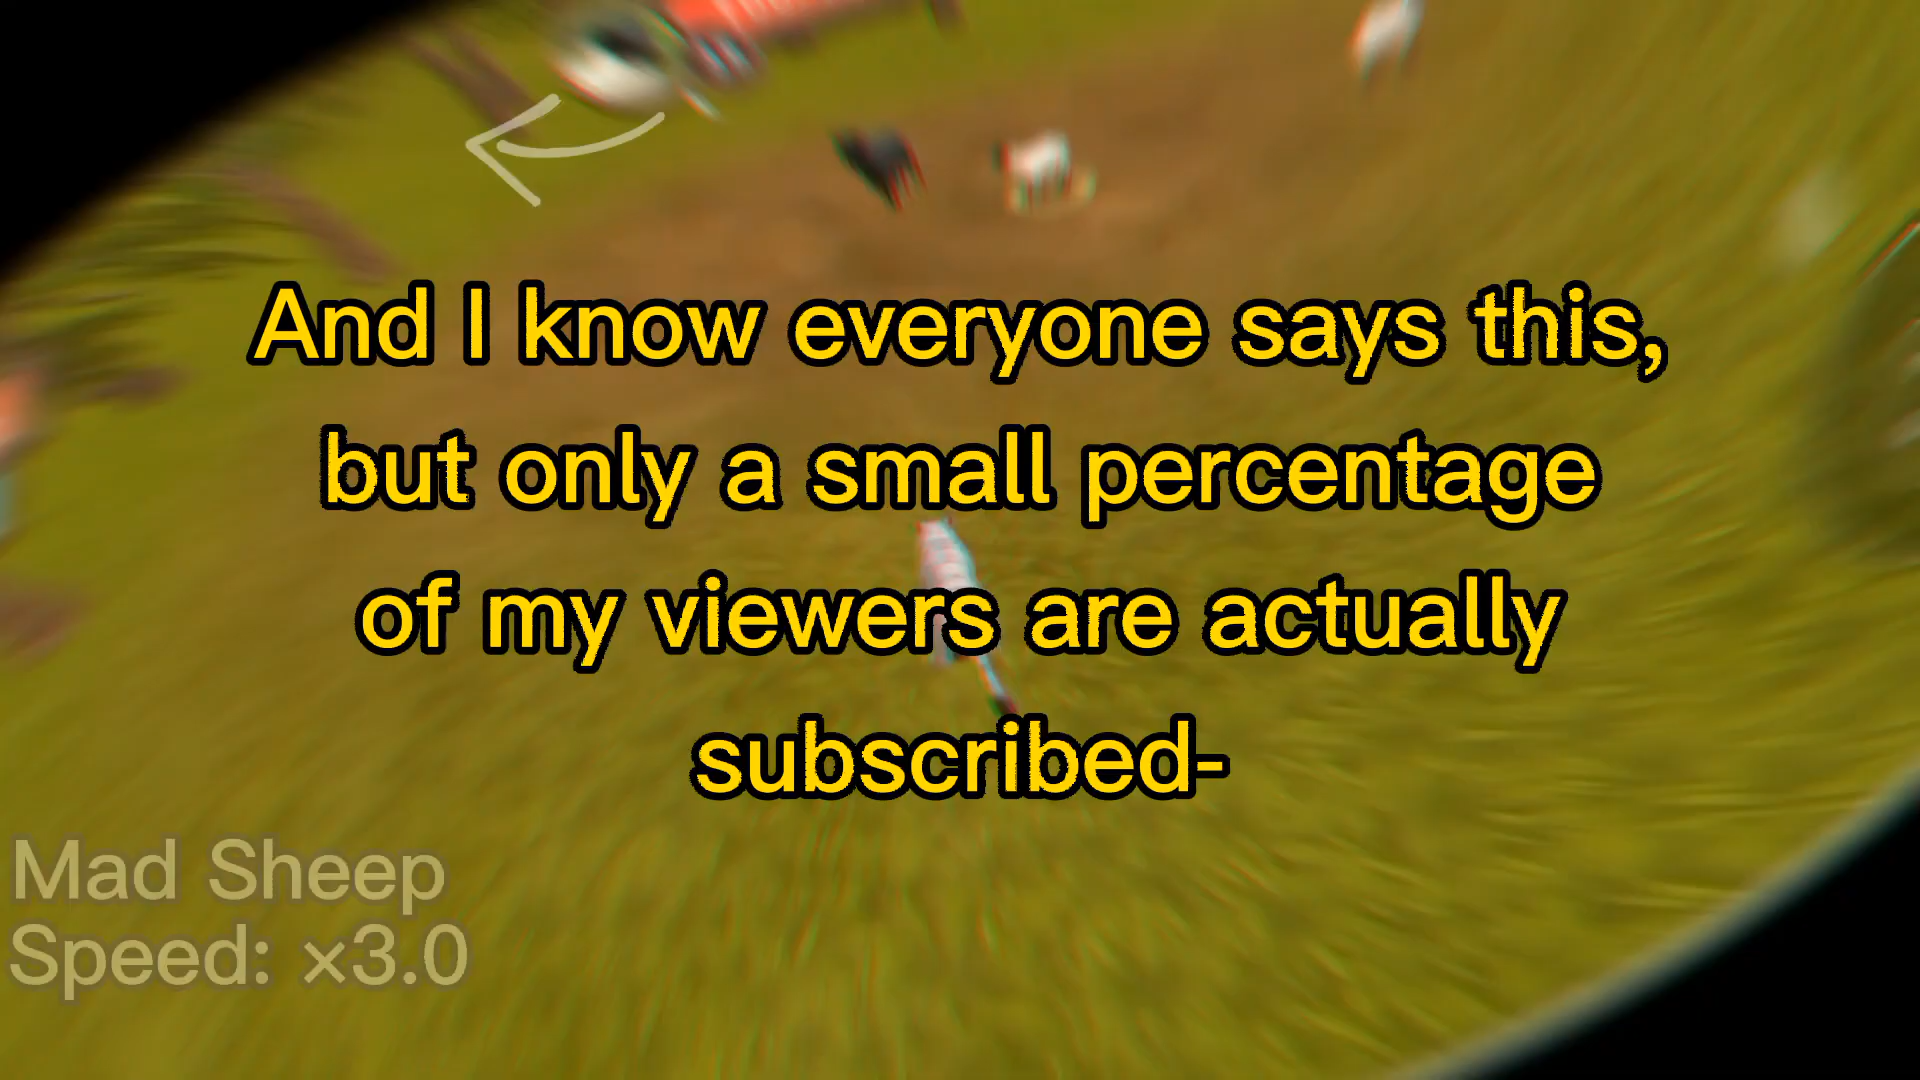 And I know everyone says this,
but only a small percentage
of my viewers are actually
subscribed-
Mad Sheep
Speed: ×3.0